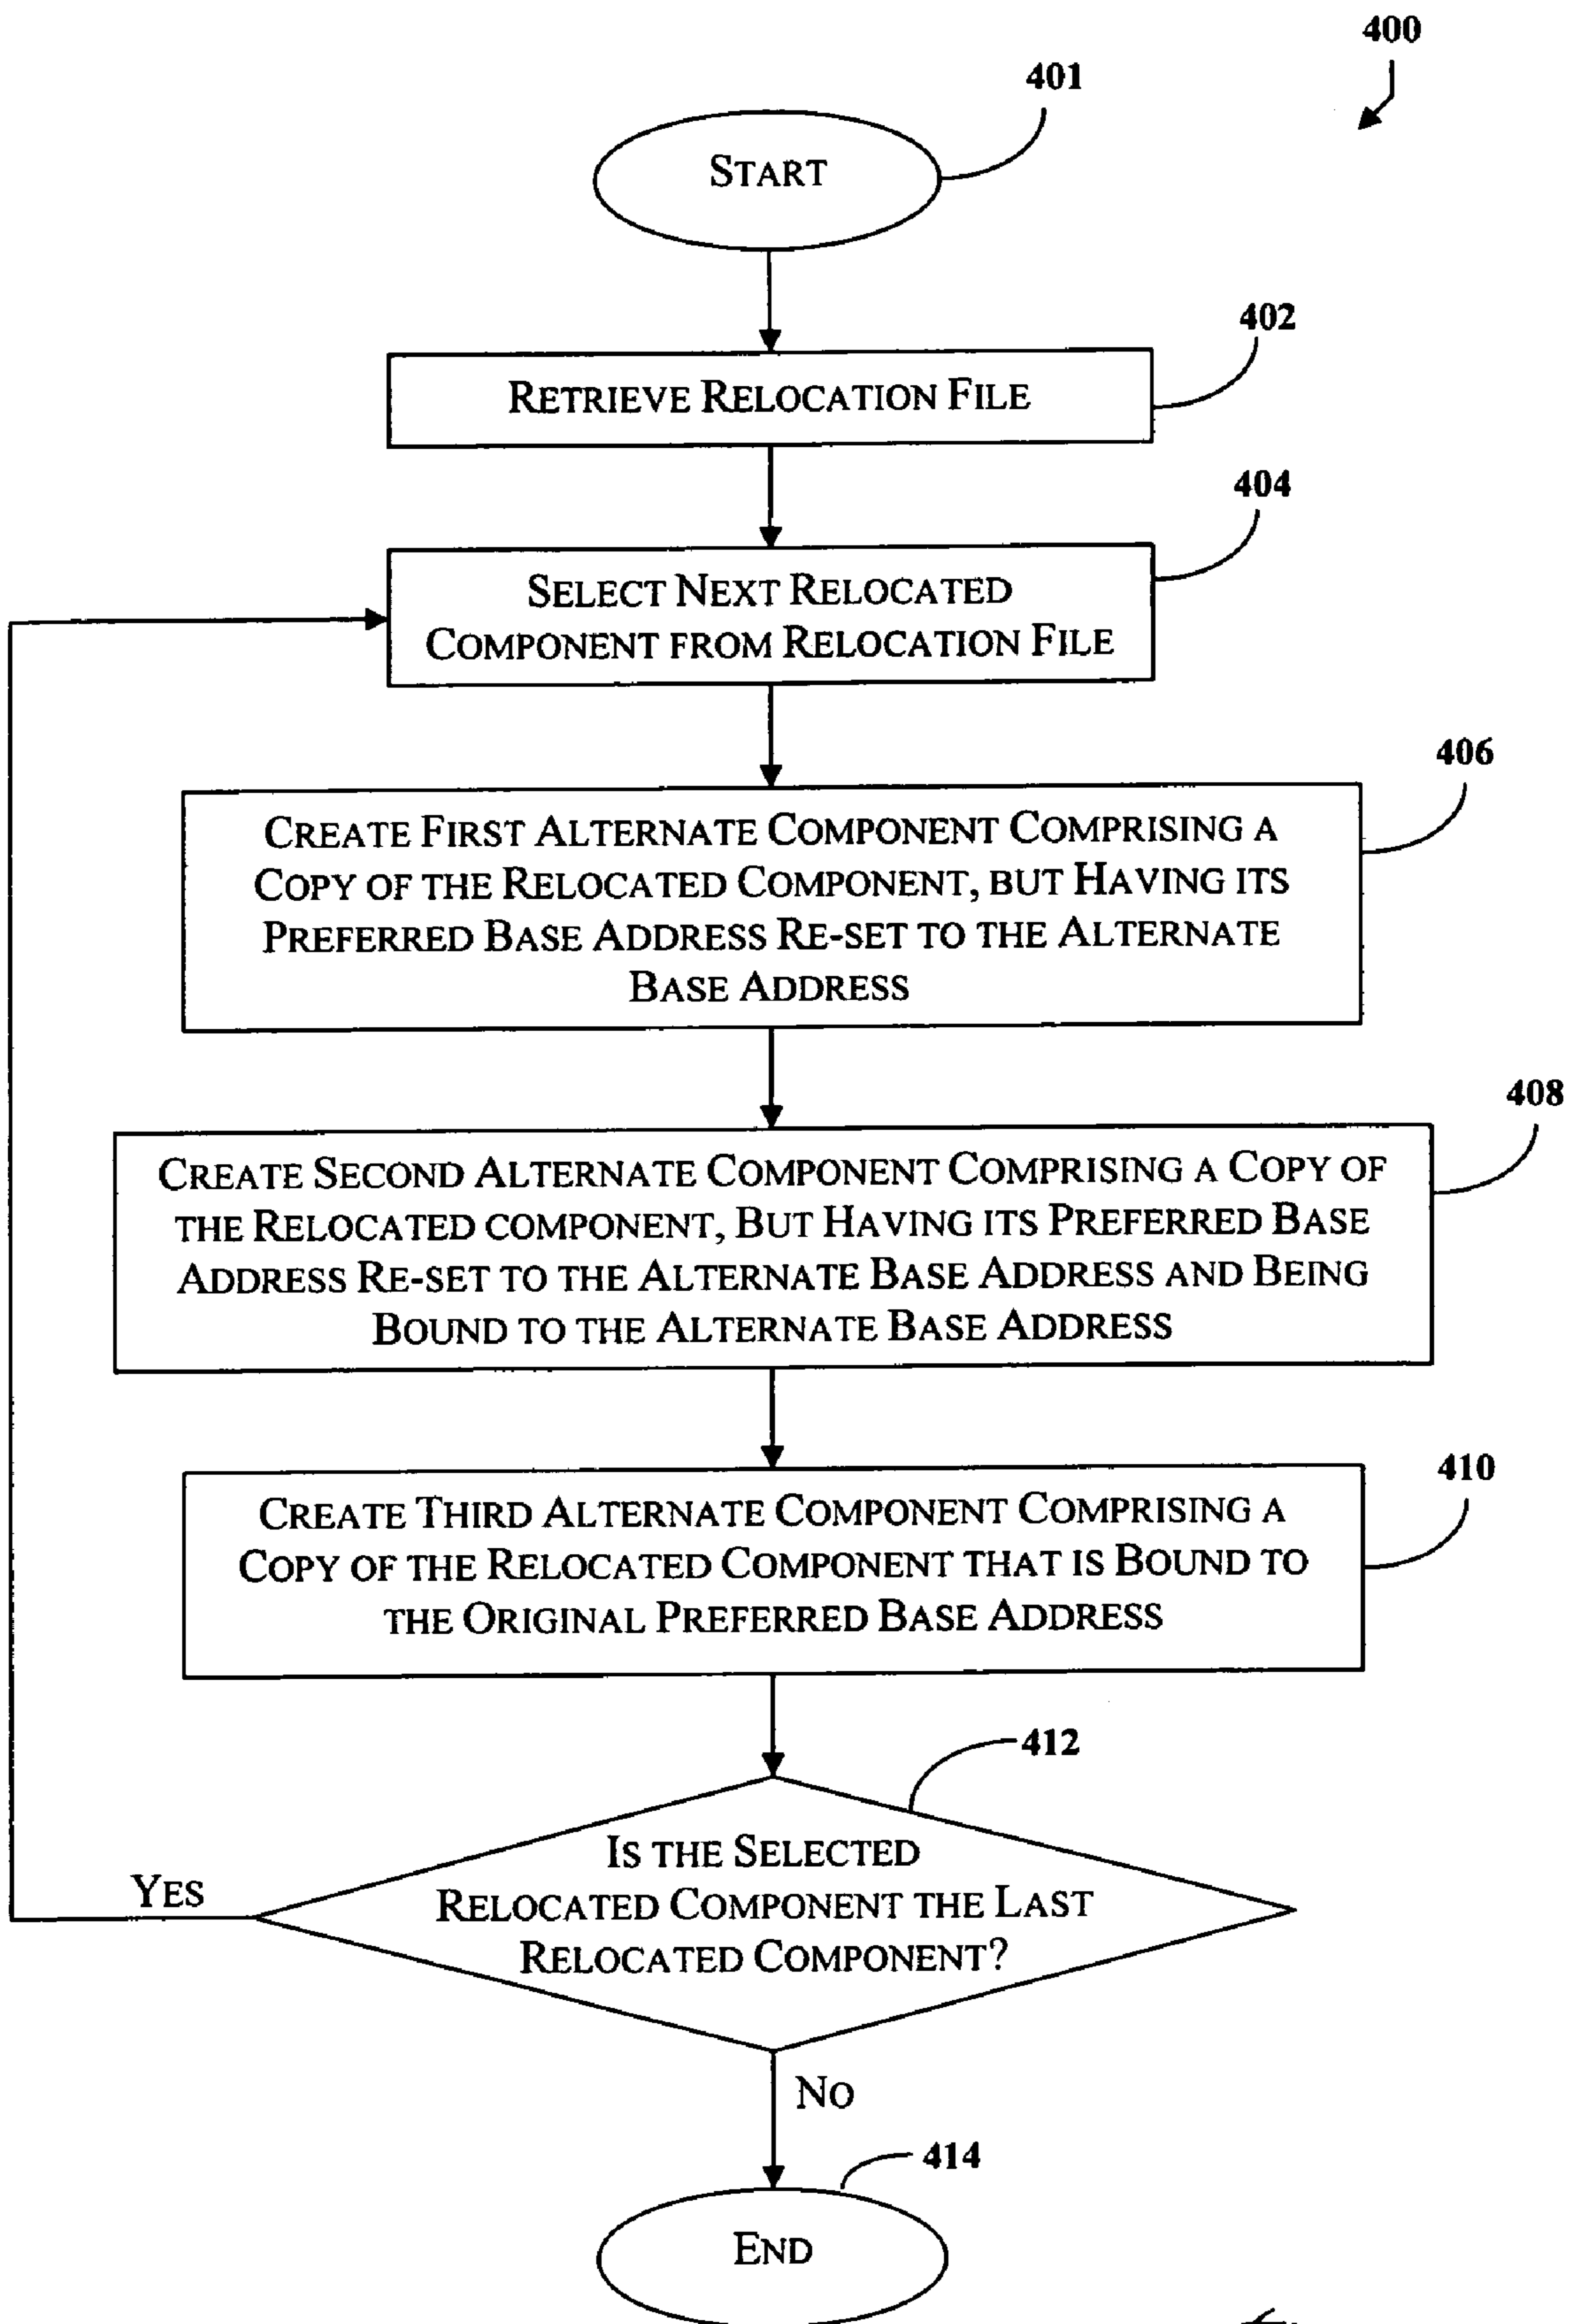 400
401
START
402
RETRIEVE RELOCATION FILE
404
SELECT NEXT RELOCATED
COMPONENT FROM RELOCATION FILE
406
CREATE FIRST ALTERNATE COMPONENT COMPRISING A
COPY OF THE RELOCATED COMPONENT, BUT HAVING ITS
PREFERRED BASE ADDRESS RE-SET TO THE ALTERNATE
BASE ADDRESS
408
CREATE SECOND ALTERNATE COMPONENT COMPRISING A COPY OF
THE RELOCATED COMPONENT, BUT HAVING ITS PREFERRED BASE
ADDRESS RE-SET TO THE ALTERNATE BASE ADDRESS AND BEING
BOUND TO THE ALTERNATE BASE ADDRESS
410
CREATE THIRD ALTERNATE COMPONENT COMPRISING A
COPY OF THE RELOCATED COMPONENT THAT IS BOUND TO
THE ORIGINAL PREFERRED BASE ADDRESS
412
IS THE SELECTED
RELOCATED COMPONENT THE LAST
RELOCATED COMPONENT?
YES
NO
414
END